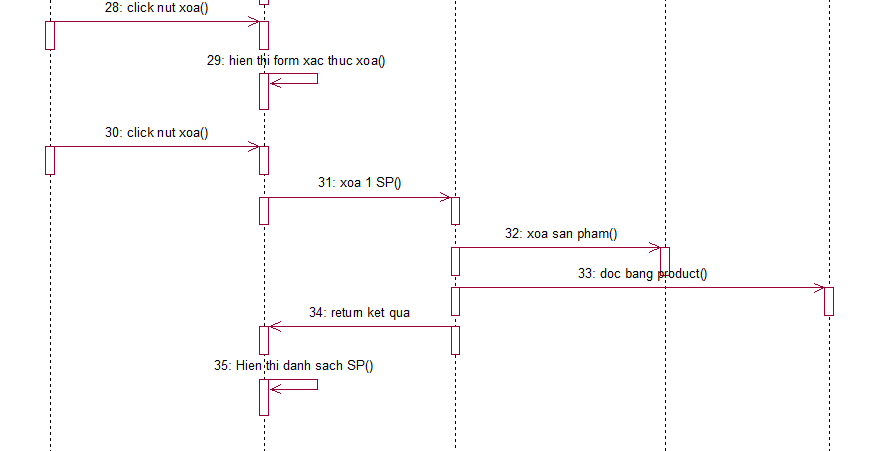 28: click nut xoa()
29: hien thi form xac thuc xoa()
30: click nut xoa()
31: xoa 1 SP()
32: xoa san pham()
33: doc bang product()
34: return ket qua
35: Hien thi danh sach SP()